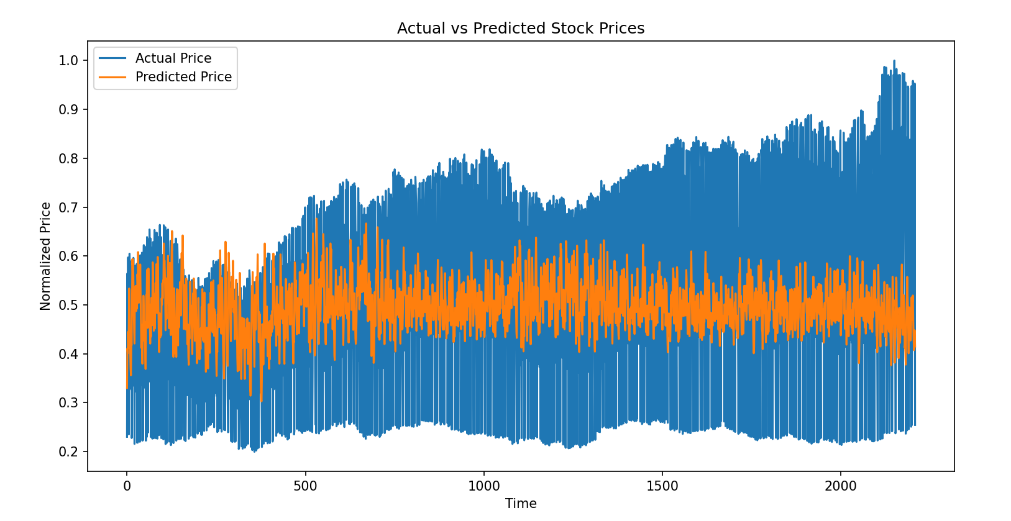 Actual vs Predicted Stock Prices
Actual Price
Predicted Price
Normalized Price
1.0
0.9
0.8
0.7
0.6
0.5
0.4
0.3
0.2
0 500 1000 1500 2000
Time